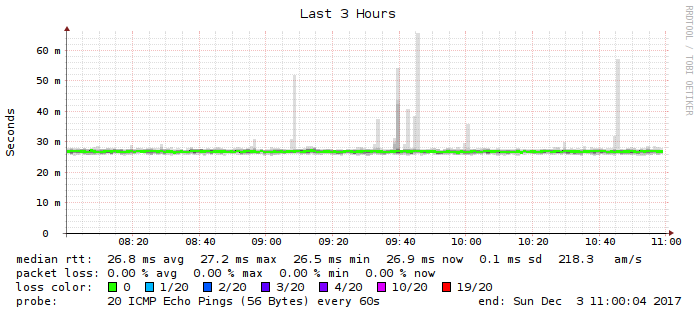 Last 3 Hours
RRDTOOL / TOBI OETIKER
Seconds
60 m
50 m
40 m
30 m
20 m
10 m
0
08:20 08:40 09:00 09:20 09:40 10:00 10:20 10:40 11:00
median rtt: 26.8 ms avg 27.2 ms max 26.5 ms min 26.9 ms now 0.1 ms sd 218.3 am/s
packet loss: 0.00 % avg 0.00 % max 0.00 % min 0.00 % now
loss color: 0 1/20 2/20 3/20 4/20 10/20 19/20
probe: 20 ICMP Echo Pings (56 Bytes) every 60s end: Sun Dec 3 11:00:04 2017